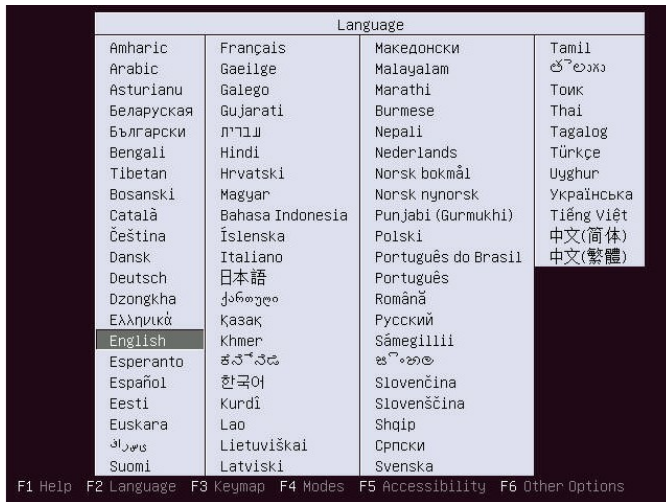 Language
Amharic
Arabic
Asturianu
Беларуская
Български
Bengali
Tibetan
Bosanski
Català
Čeština
Dansk
Deutsch
Dzongkha
Ελληνικά
English
Esperanto
Español
Eesti
Euskara
Suomi
Français
Gaeilge
Galego
Gujarati
עברית
Hindi
Hrvatski
Magyar
Bahasa Indonesia
Íslenska
Italiano
日本語
ქართული
Қазақ
Khmer
한국어
Kurdî
Lao
Lietuviškai
Latviski
Македонски
Malayalam
Marathi
Burmese
Nepali
Nederlands
Norsk bokmål
Norsk nynorsk
Punjabi (Gurmukhi)
Polski
Português do Brasil
Português
Română
Русский
Sámegillii
Slovenčina
Slovenščina
Shqip
Српски
Svenska
Tamil
Тоик
Thai
Tagalog
Türkçe
Uyghur
Українська
Tiếng Việt
中文(简体)
中文(繁體)
F1 Help F2 Language F3 Keymap F4 Modes F5 Accessibility F6 Other Options